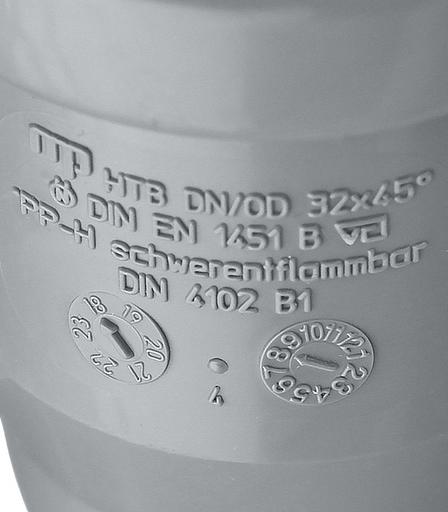 HTB DN/OD 32x45°
DIN EN 1451 B
PP-H schwerentflammbar
DIN 4102 B1
18 19 20 21 22 23
1 2 3 4 5 6 7 8 9 10 11 12
4